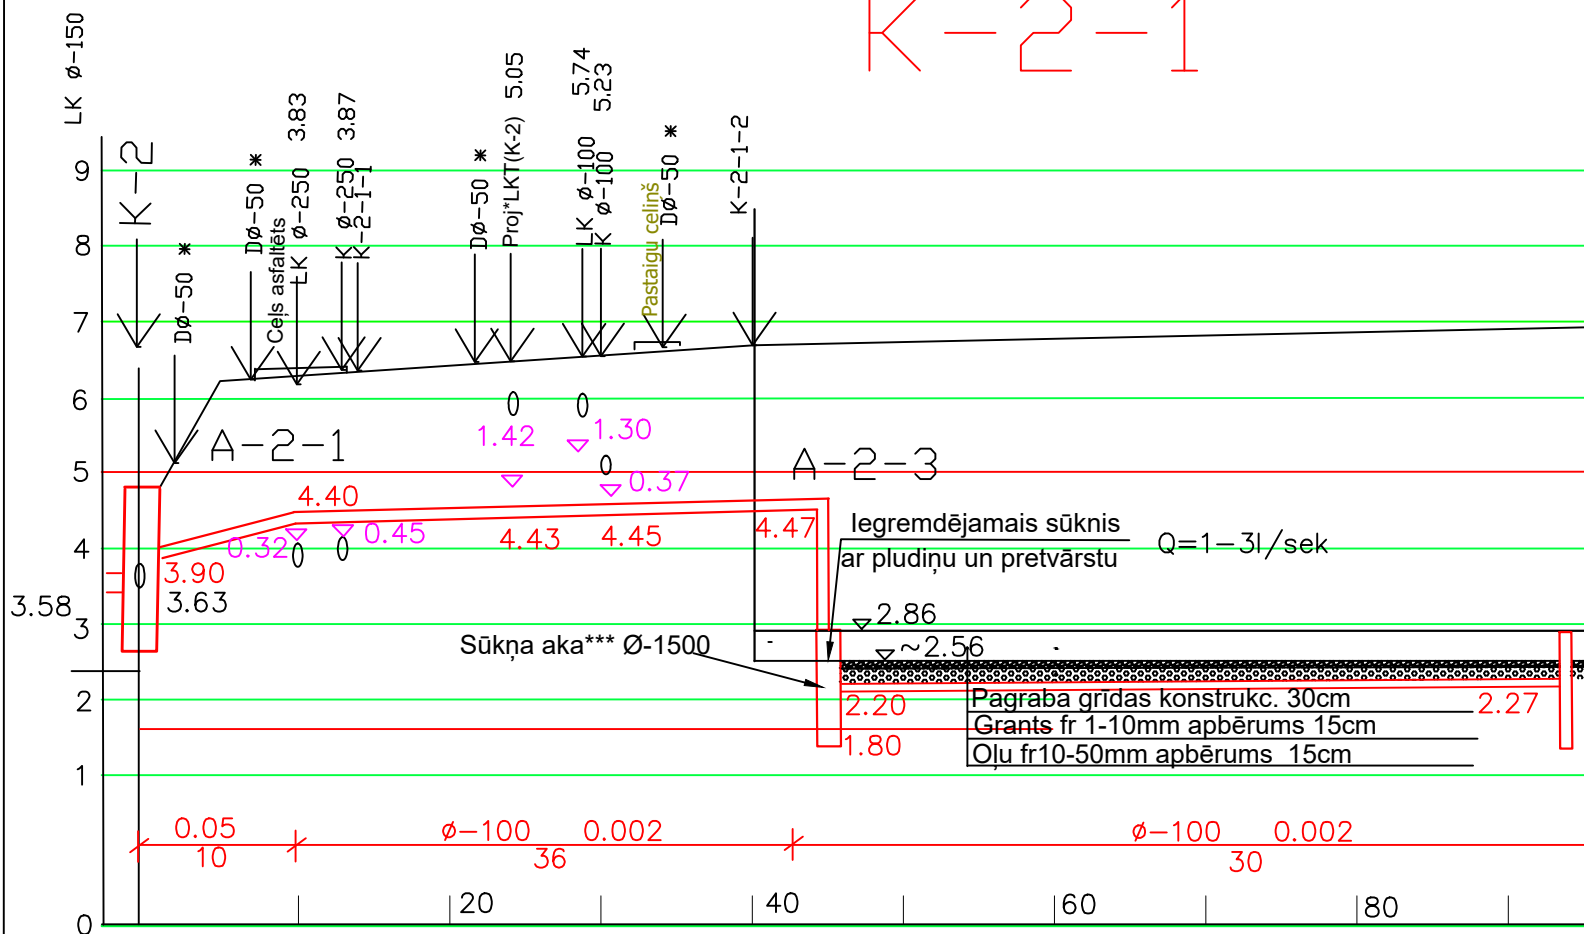 K-2-1
LK ø-150
K-2
DØ-50 *
DØ-50 *
Ceļs asfaltēts
LK Ø-250 3.83
K Ø-250 3.87
K-2-1-1
DØ-50 *
Proj*LKT(K-2) 5.05
LK Ø-100 5.74
K Ø-100 5.23
Pastaigu celiņš
DØ-50 *
K-2-1-2
9
8
7
6
5
4
3
2
1
0
A-2-1
1.42
1.30
0.37
A-2-3
4.40
0.32
0.45
4.43
4.45
4.47
Iegremdējamais sūknis
ar pludiņu un pretvārstu
Q=1-3l/sek
3.90
3.63
3.58
2.86
~2.56
Sūkņa aka*** Ø-1500
2.20
1.80
Pagraba grīdas konstrukc. 30cm
Grants fr 1-10mm apbērums 15cm
Oļu fr10-50mm apbērums 15cm
2.27
0.05
10
ø-100 0.002
36
ø-100 0.002
30
20
40
60
80